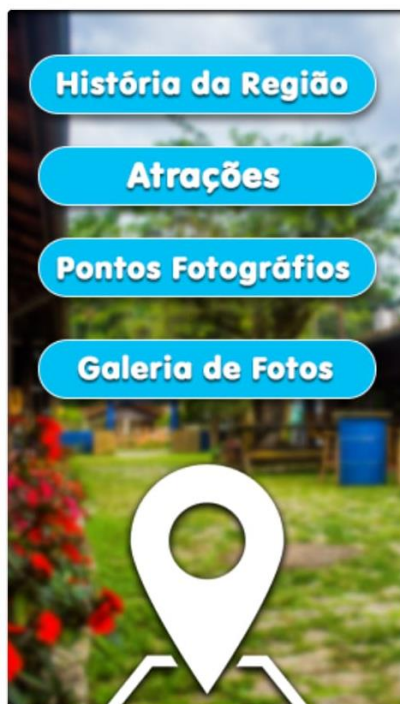 História da Região
Atrações
Pontos Fotográfios
Galeria de Fotos